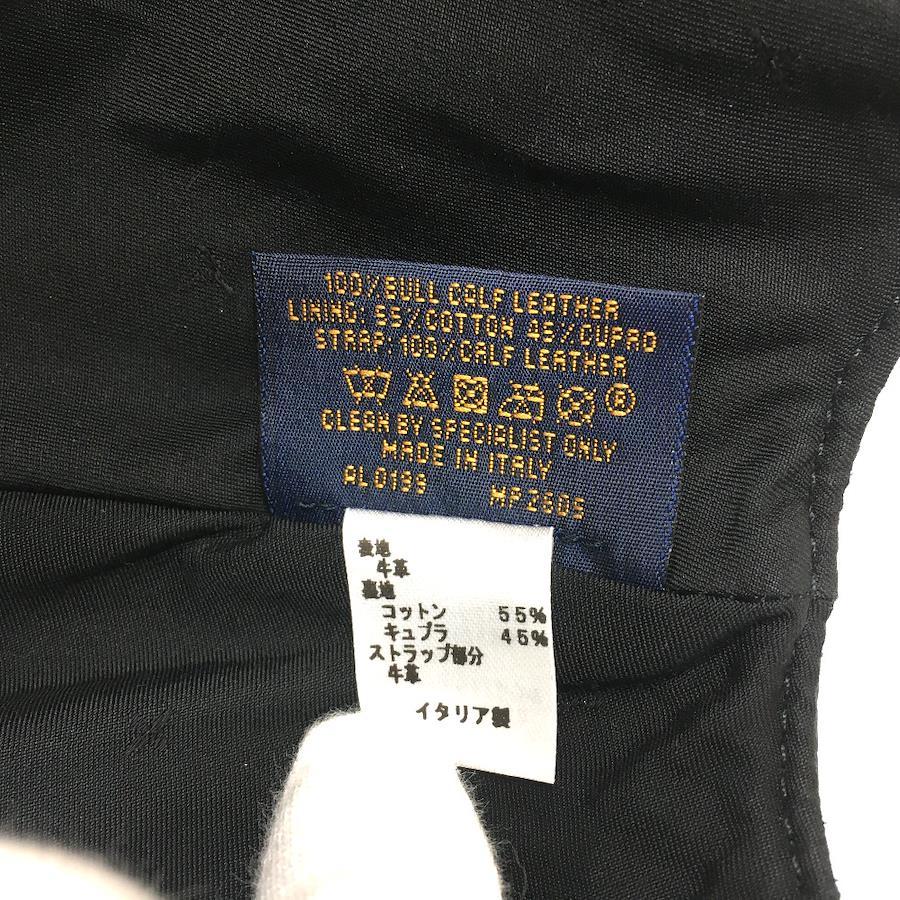 100%BULL CALF LEATHER
LINING: 55%COTTON 45%CUPRO
STRAP:100%CALF LEATHER
CLEAN BY SPECIALIST ONLY
MADE IN ITALY
AL0199 MP2605
表地
牛革
裏地
コットン 55%
キュプラ 45%
ストラップ部分
牛革
イタリア製